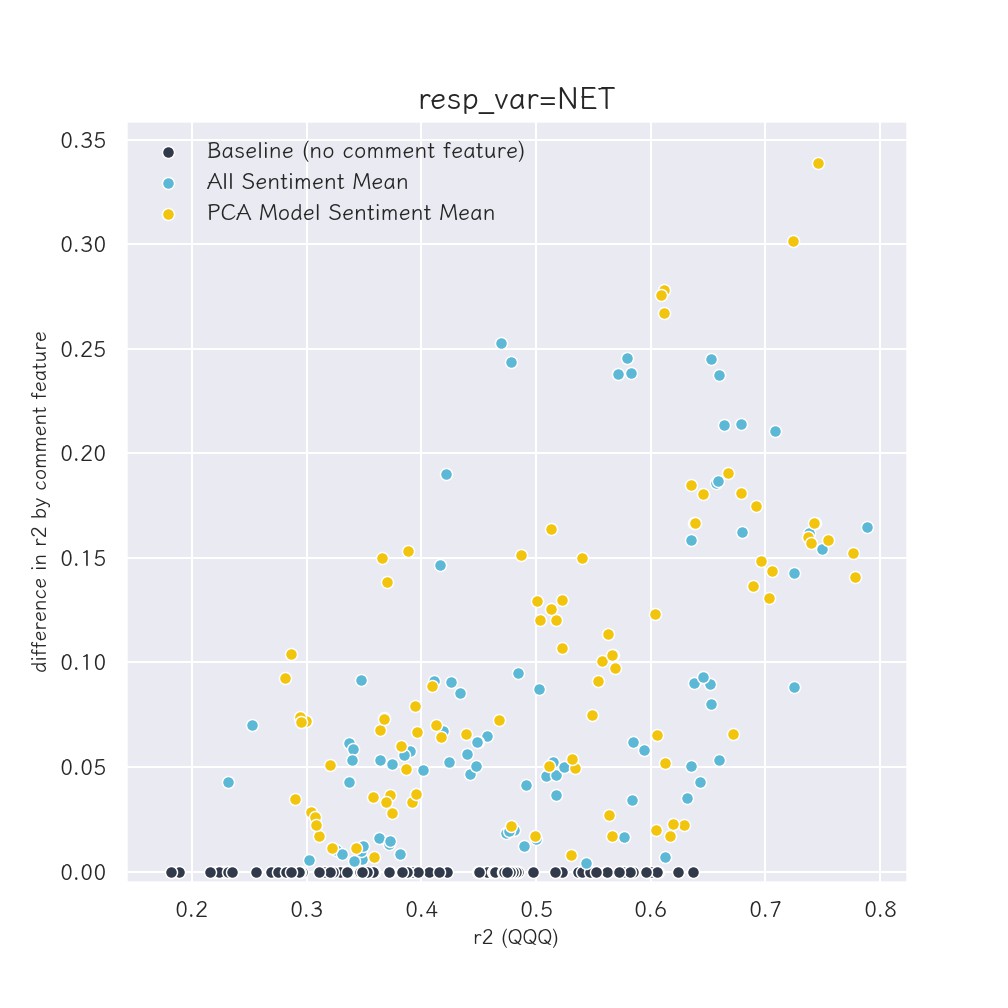 resp_var=NET
Baseline (no comment feature)
All Sentiment Mean
PCA Model Sentiment Mean
difference in r2 by comment feature
0.35
0.30
0.25
0.20
0.15
0.10
0.05
0.00
0.2 0.3 0.4 0.5 0.6 0.7 0.8
r2 (QQQ)